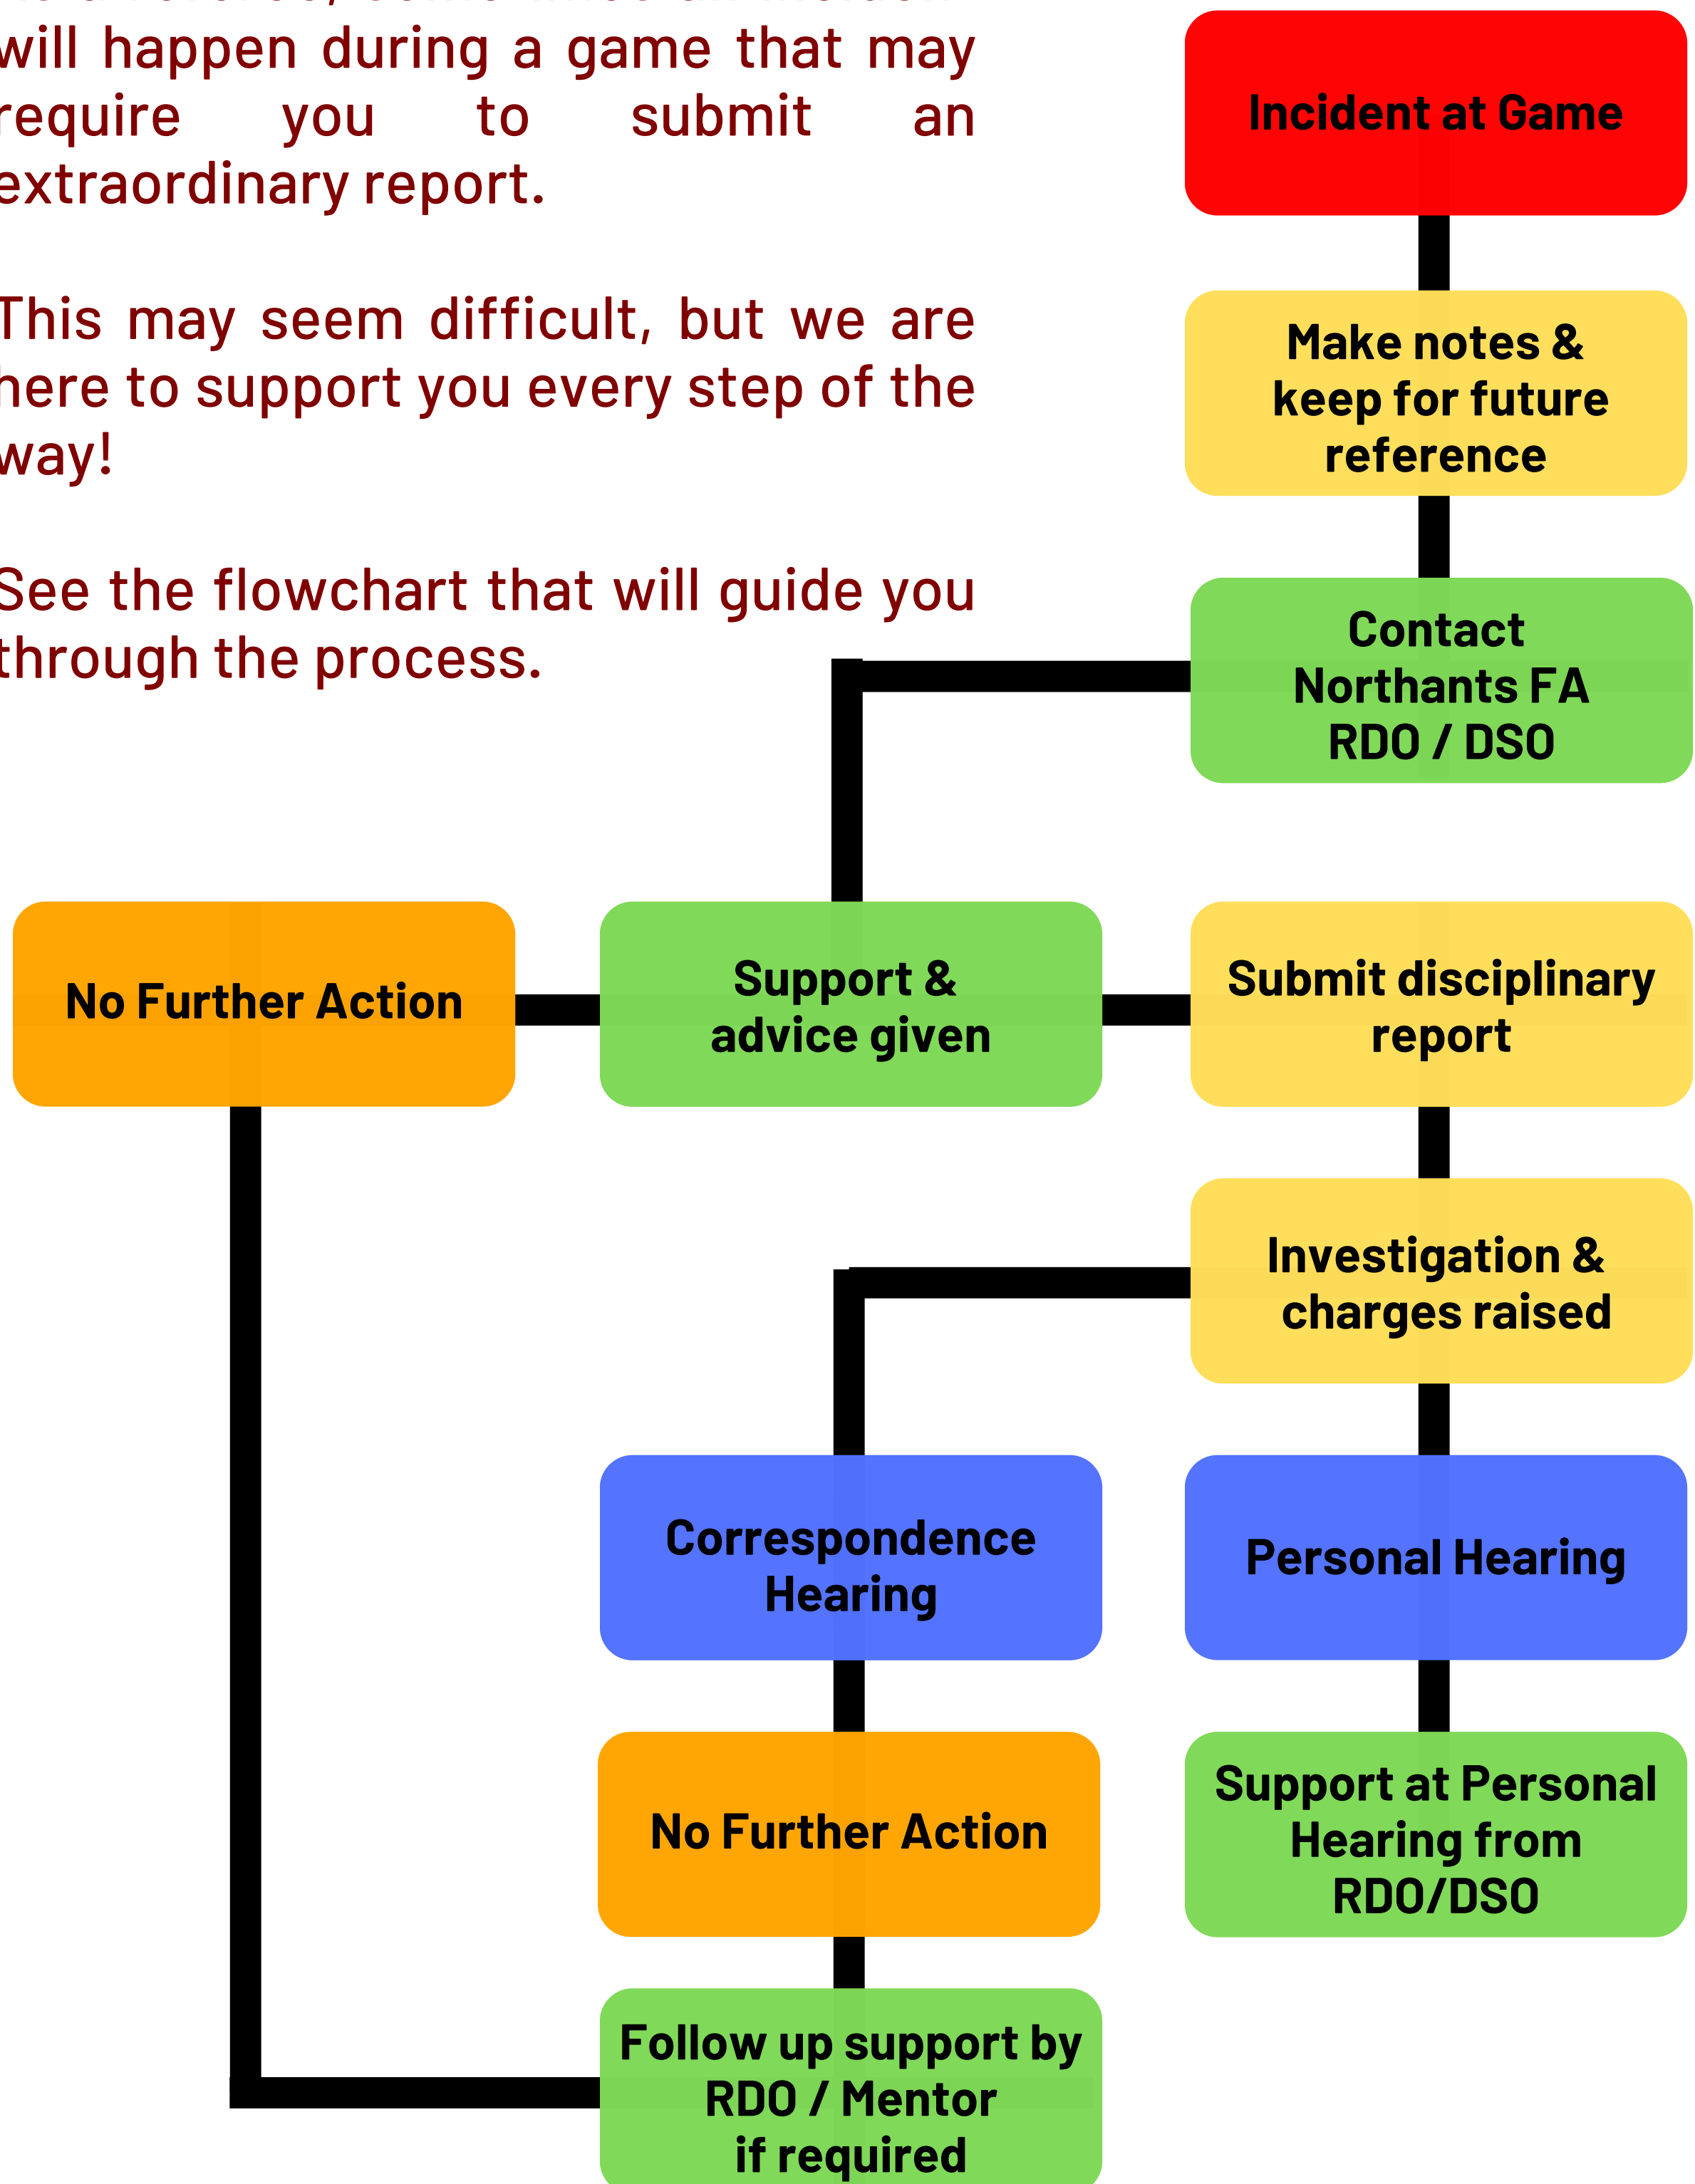 will happen during a game that may
require you to submit an
extraordinary report.
This may seem difficult, but we are
here to support you every step of the
way!
See the flowchart that will guide you
through the process.
Incident at Game
Make notes &
keep for future
reference
Contact
Northants FA
RDO / DSO
No Further Action
Support &
advice given
Submit disciplinary
report
Investigation &
charges raised
Correspondence
Hearing
Personal Hearing
No Further Action
Support at Personal
Hearing from
RDO/DSO
Follow up support by
RDO / Mentor
if required